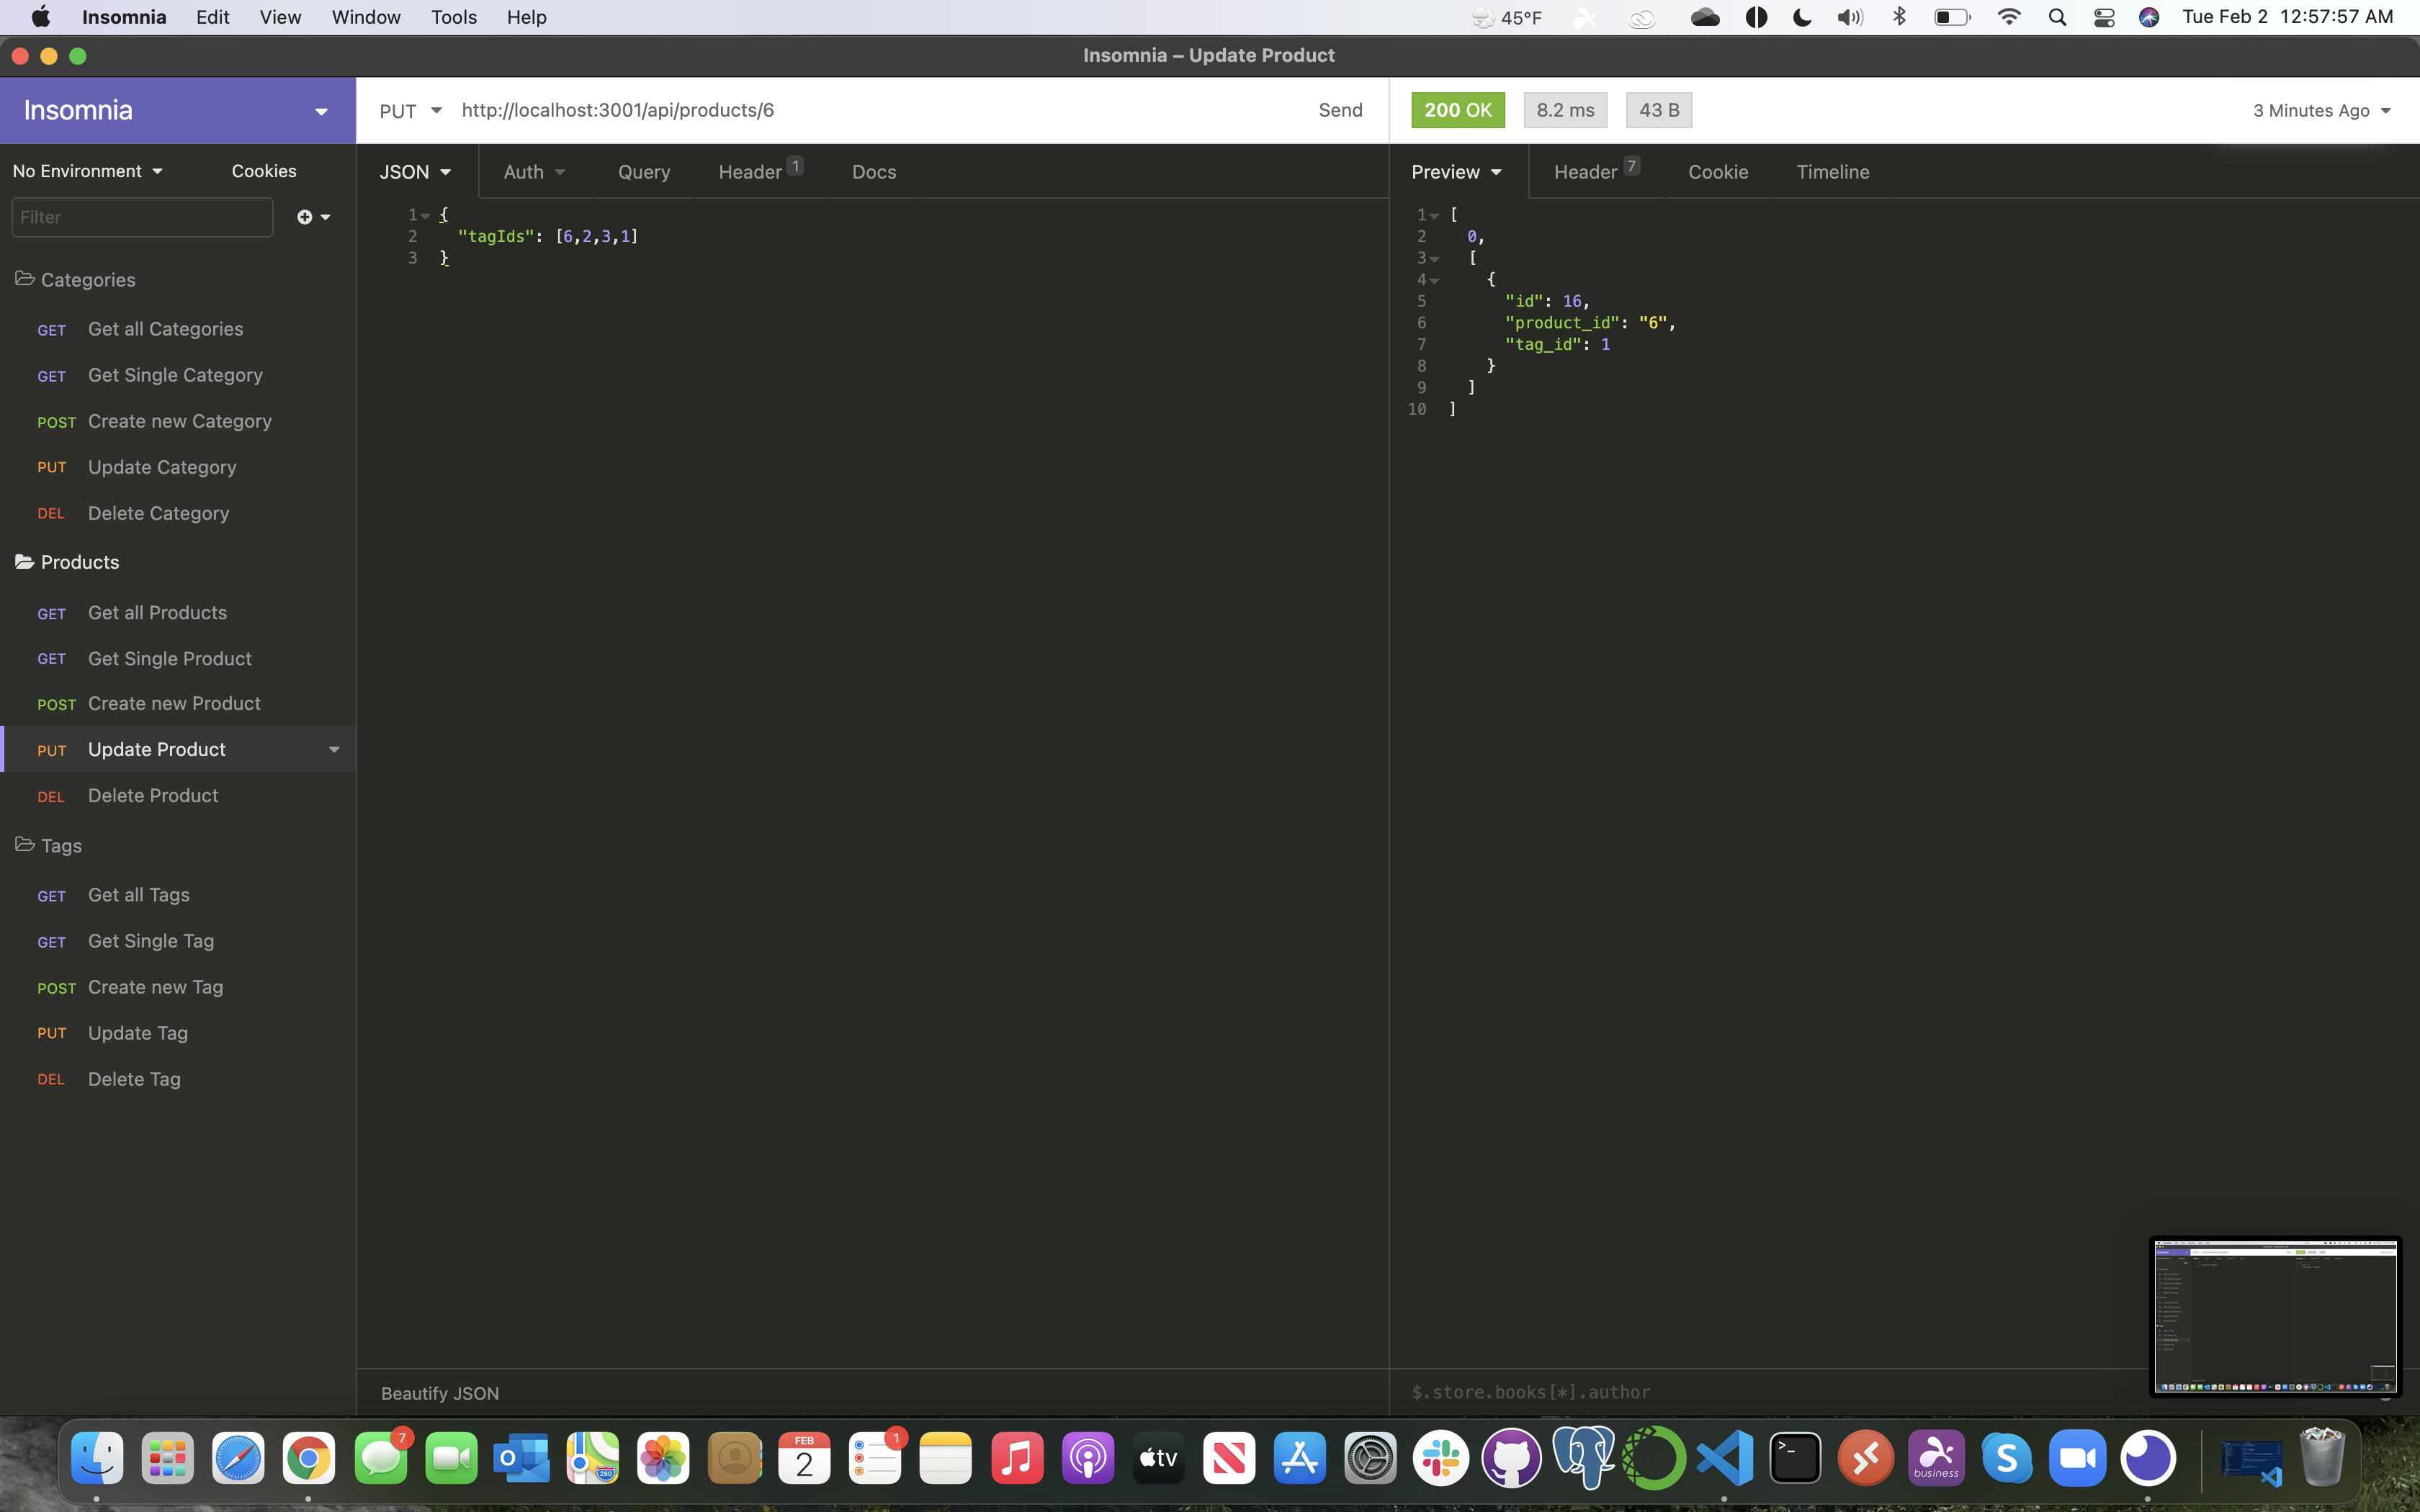 Insomnia Edit View Window Tools Help 45°F Tue Feb 2 12:57:57 AM
Insomnia – Update Product
Insomnia
PUT http://localhost:3001/api/products/6 Send
200 OK 8.2 ms 43 B 3 Minutes Ago
No Environment Cookies
JSON Auth Query Header 1 Docs
Preview Header 7 Cookie Timeline
Filter
1 {
2 "tagIds": [6,2,3,1]
3 }
1 [
2 0,
3 [
4 {
5 "id": 16,
6 "product_id": "6",
7 "tag_id": 1
8 }
9 ]
10 ]
Categories
GET Get all Categories
GET Get Single Category
POST Create new Category
PUT Update Category
DEL Delete Category
Products
GET Get all Products
GET Get Single Product
POST Create new Product
PUT Update Product
DEL Delete Product
Tags
GET Get all Tags
GET Get Single Tag
POST Create new Tag
PUT Update Tag
DEL Delete Tag
Beautify JSON
$.store.books[*].author
7
FEB
2
1
280
tv
business